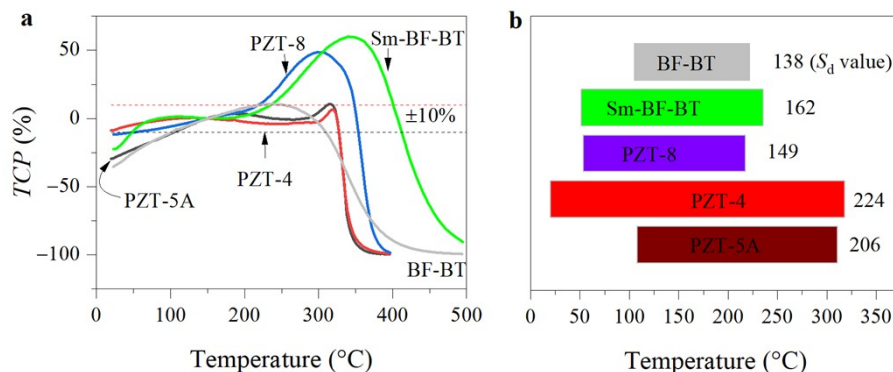 a
PZT-8
Sm-BF-BT
±10%
PZT-5A
PZT-4
BF-BT
TCP (%)
50
0
−50
−100
0
100
200
300
400
500
Temperature (°C)
b
BF-BT 138 (Sd value)
Sm-BF-BT 162
PZT-8 149
PZT-4 224
PZT-5A 206
0 50 100 150 200 250 300 350
Temperature (°C)